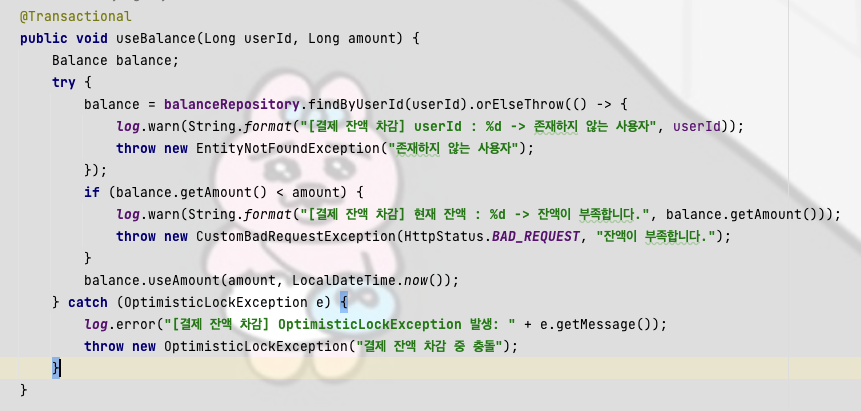 @Transactional
public void useBalance(Long userId, Long amount) {
    Balance balance;
    try {
        balance = balanceRepository.findByUserId(userId).orElseThrow(() -> {
            log.warn(String.format("[결제 잔액 차감] userId : %d -> 존재하지 않는 사용자", userId));
            throw new EntityNotFoundException("존재하지 않는 사용자");
        });
        if (balance.getAmount() < amount) {
            log.warn(String.format("[결제 잔액 차감] 현재 잔액 : %d -> 잔액이 부족합니다.", balance.getAmount()));
            throw new CustomBadRequestException(HttpStatus.BAD_REQUEST, "잔액이 부족합니다.");
        }
        balance.useAmount(amount, LocalDateTime.now());
    } catch (OptimisticLockException e) {
        log.error("[결제 잔액 차감] OptimisticLockException 발생: " + e.getMessage());
        throw new OptimisticLockException("결제 잔액 차감 중 충돌");
    }
}